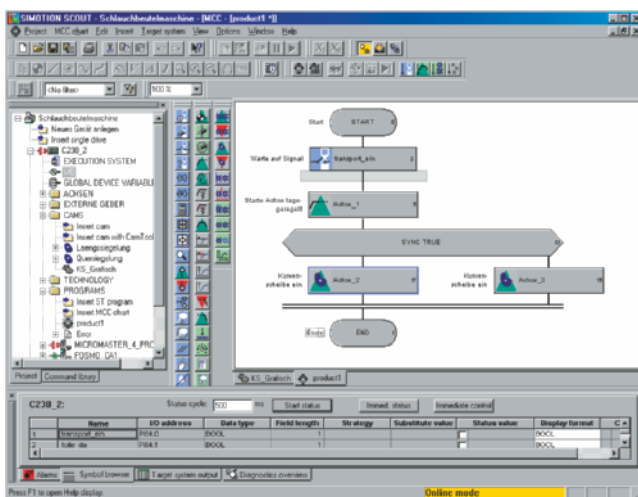 SIMOTION SCOUT - Schlauchbeutelmaschine - [MCC - [product1 *]]
Project MCC chart Edit Insert Target system View Options Window Help
100 %
Schlauchbeutelmaschine
Neues Gerät anlegen
Insert single drive
C230_2
EXECUTION SYSTEM
I/O
GLOBAL DEVICE VARIABLE
ACHSEN
EXTERNE GEBER
CAMS
Insert cam
Insert cam with CamTool
Laengssiegelung
Quersiegelung
KS_Grafisch
TECHNOLOGY
PROGRAMS
Insert ST program
Insert MCC chart
product1
Error
MICROMASTER_4_PRO
POSMO_CA1
Project Command library
Start START
Warte auf Signal transport_ein
Starte Achse lage-
geregelt Achse_1
SYNC TRUE
Kurven-
scheibe ein Achse_2
Kurven-
scheibe ein Achse_3
Ende END
KS_Grafisch product1
C230_2: Status cycle: 500 ms Start status Immed. status Immediate control
Name I/O address Data type Field length Strategy Substitute value Status value Display format
1 transport_ein PI64.0 BOOL 1 BOOL
2 PI64.1 BOOL 1 BOOL
Alarms Symbol browser Target system output Diagnostics overview
Press F1 to open Help display. Online mode